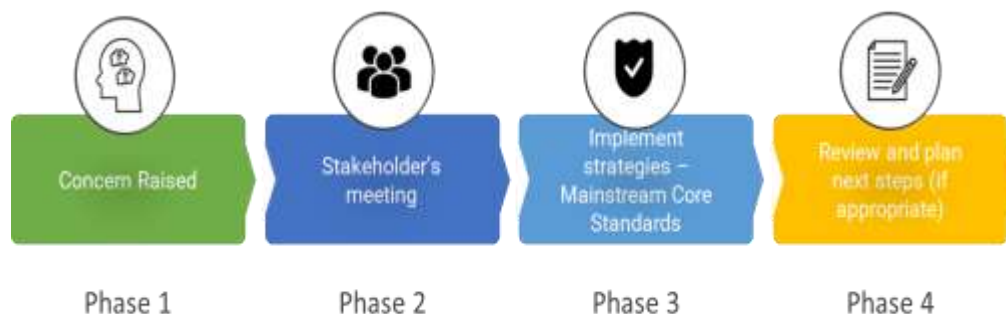 Concern Raised
Stakeholder's
meeting
Implement
strategies –
Mainstream Core
Standards
Review and plan
next steps (if
appropriate)
Phase 1
Phase 2
Phase 3
Phase 4